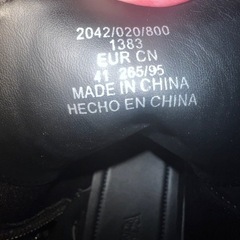 2042/020/800
1383
EUR CN
41 265/95
MADE IN CHINA
HECHO EN CHINA